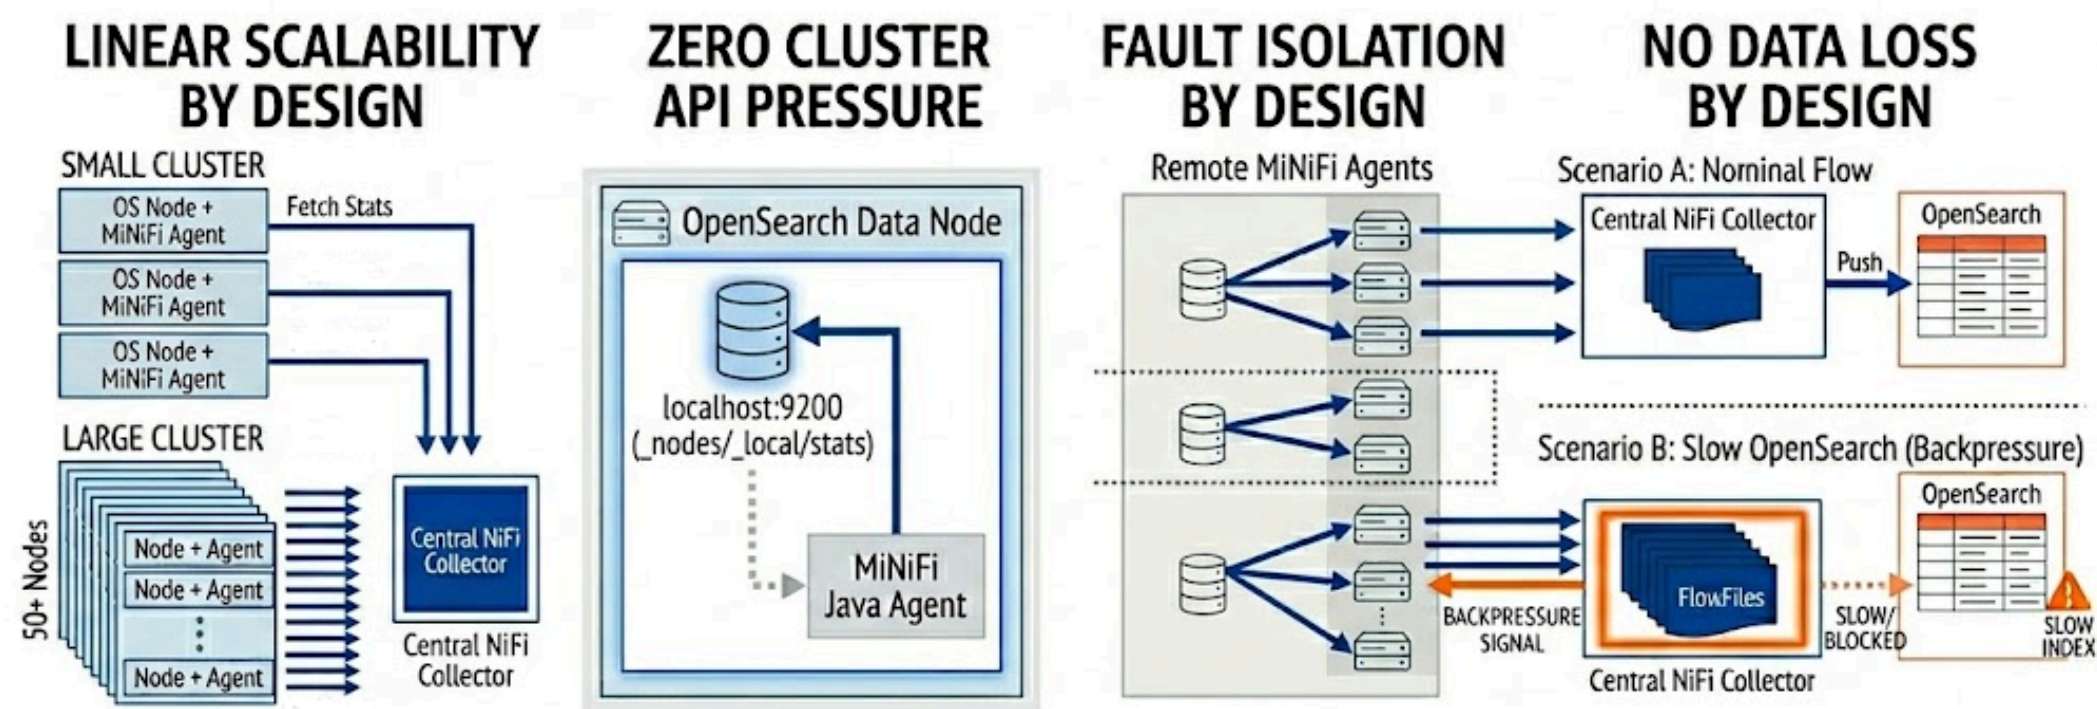 LINEAR SCALABILITY
BY DESIGN
SMALL CLUSTER
OS Node +
MiNiFi Agent
Fetch Stats
OS Node +
MiNiFi Agent
OS Node +
MiNiFi Agent
LARGE CLUSTER
50+ Nodes
Node + Agent
Node + Agent
Node + Agent
Central NiFi
Collector
Central NiFi
Collector
ZERO CLUSTER
API PRESSURE
OpenSearch Data Node
localhost:9200
(_nodes/_local/stats)
MiNiFi
Java Agent
FAULT ISOLATION
BY DESIGN
Remote MiNiFi Agents
NO DATA LOSS
BY DESIGN
Scenario A: Nominal Flow
Central NiFi Collector
Push
OpenSearch
Scenario B: Slow OpenSearch (Backpressure)
OpenSearch
FlowFiles
BACKPRESSURE
SIGNAL
SLOW/
BLOCKED
SLOW
INDEX
Central NiFi Collector